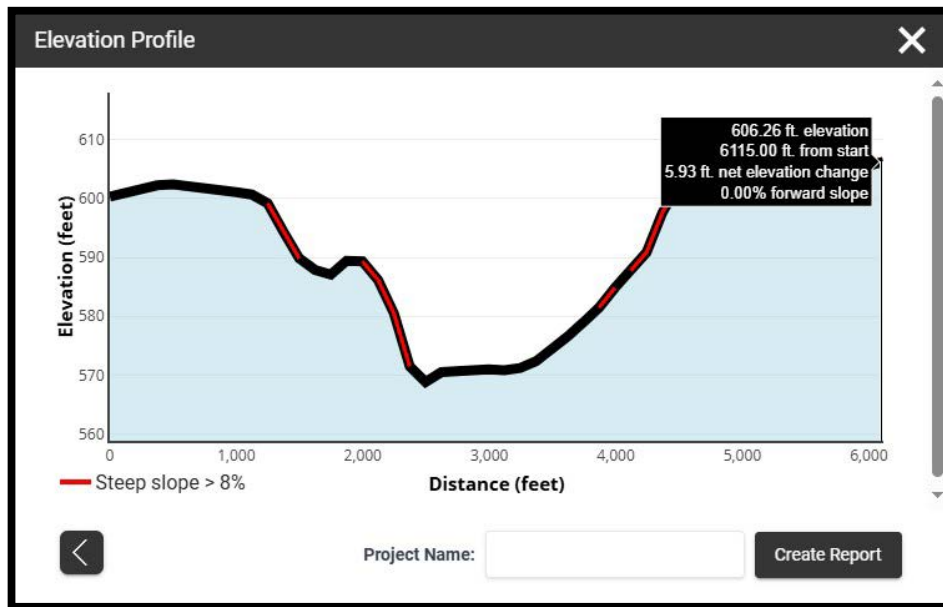 Elevation Profile
610
600
590
580
570
560
Elevation (feet)
606.26 ft. elevation
6115.00 ft. from start
5.93 ft. net elevation change
0.00% forward slope
0 1,000 2,000 3,000 4,000 5,000 6,000
Steep slope > 8%
Distance (feet)
Project Name:
Create Report